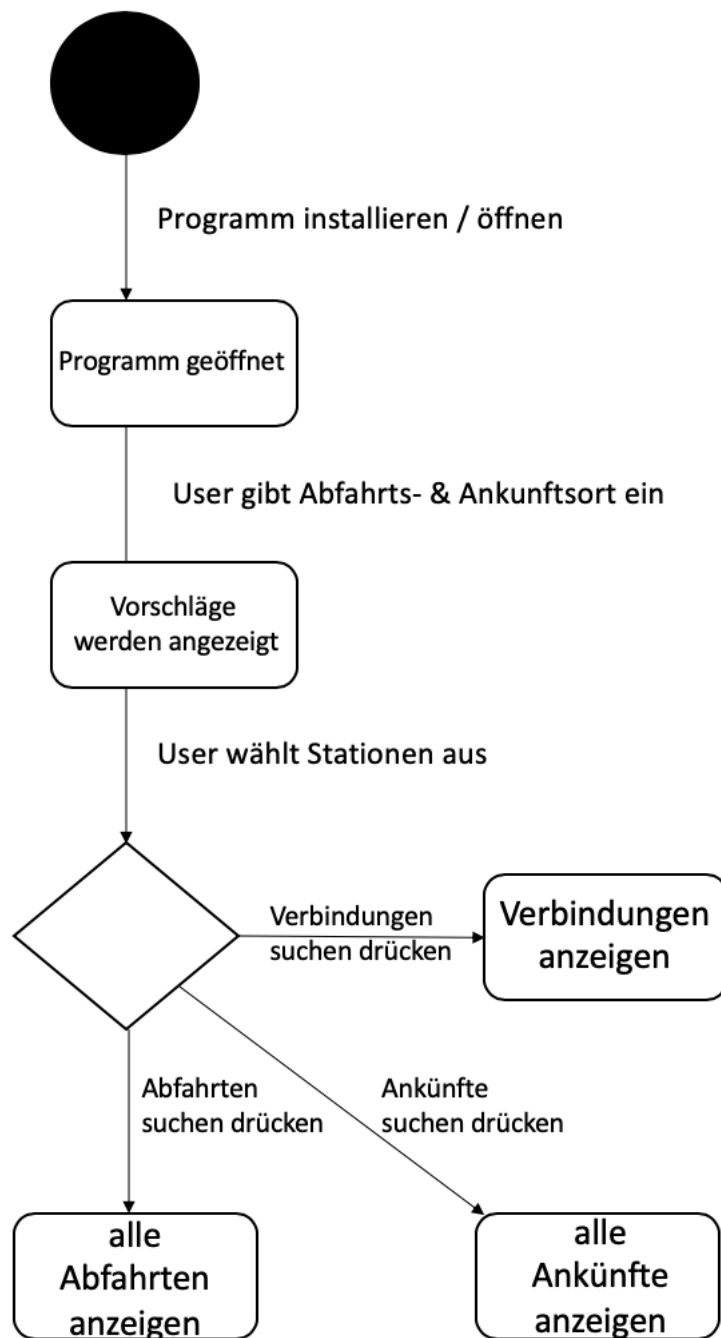 Programm installieren / öffnen
Programm geöffnet
User gibt Abfahrts- & Ankunftsort ein
Vorschläge
werden angezeigt
User wählt Stationen aus
Verbindungen
suchen drücken
Verbindungen
anzeigen
Abfahrten
suchen drücken
Ankünfte
suchen drücken
alle
Abfahrten
anzeigen
alle
Ankünfte
anzeigen